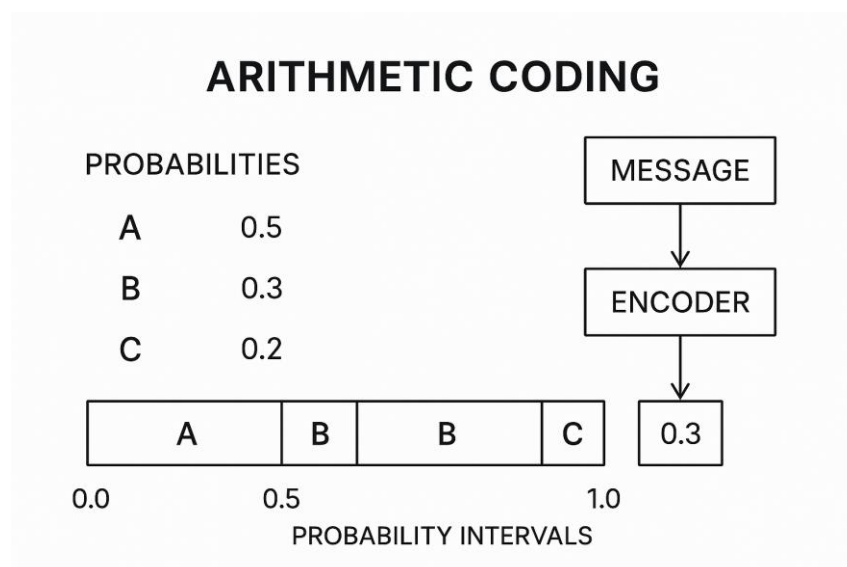 ARITHMETIC CODING
PROBABILITIES
A 0.5
B 0.3
C 0.2
MESSAGE
ENCODER
0.3
A B B C
0.0 0.5 1.0
PROBABILITY INTERVALS